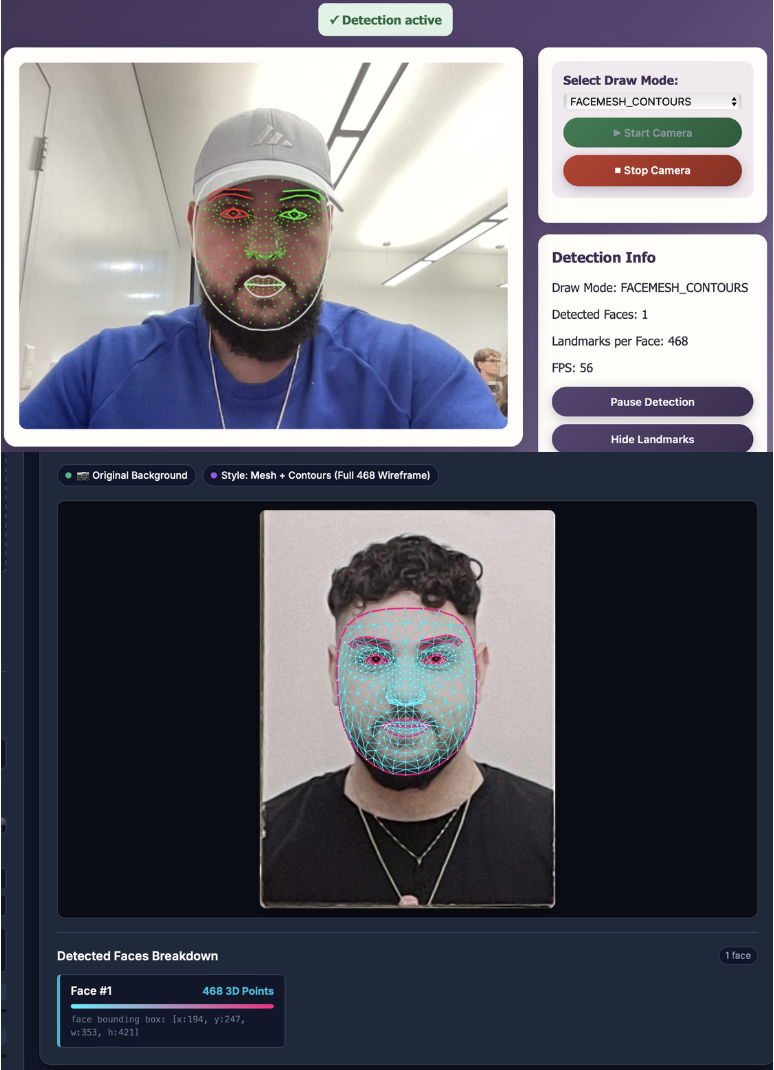 ✓ Detection active
Select Draw Mode:
FACEMESH_CONTOURS
▶ Start Camera
■ Stop Camera
Detection Info
Draw Mode: FACEMESH_CONTOURS
Detected Faces: 1
Landmarks per Face: 468
FPS: 56
Pause Detection
Hide Landmarks
📷 Original Background
Style: Mesh + Contours (Full 468 Wireframe)
Detected Faces Breakdown
1 face
Face #1
468 3D Points
face bounding box: [x:194, y:247,
w:353, h:421]